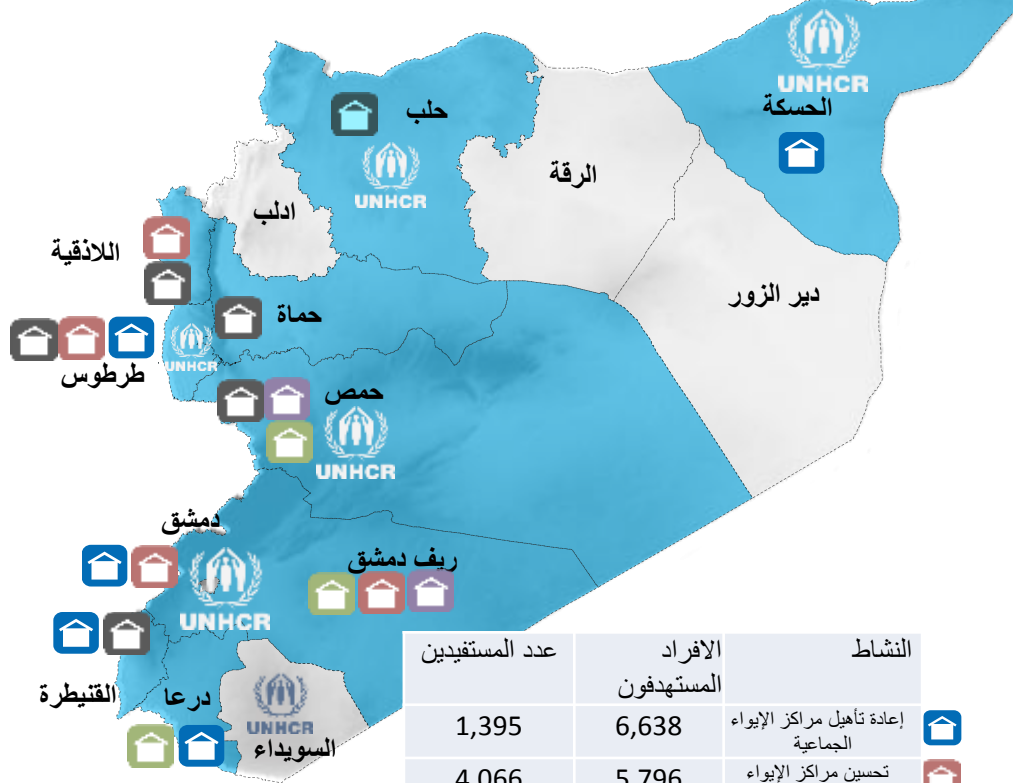 UNHCR
الحسكة
حلب
UNHCR
الرقة
ادلب
اللاذقية
دير الزور
حماة
UNHCR
طرطوس
حمص
UNHCR
دمشق
ريف دمشق
UNHCR
القنيطرة
درعا
UNHCR
السويداء
النشاط
الافراد
المستهدفون
عدد المستفيدين
إعادة تأهيل مراكز الإيواء
الجماعية
6,638
1,395
تحسين مراكز الإيواء
5,796
4,066